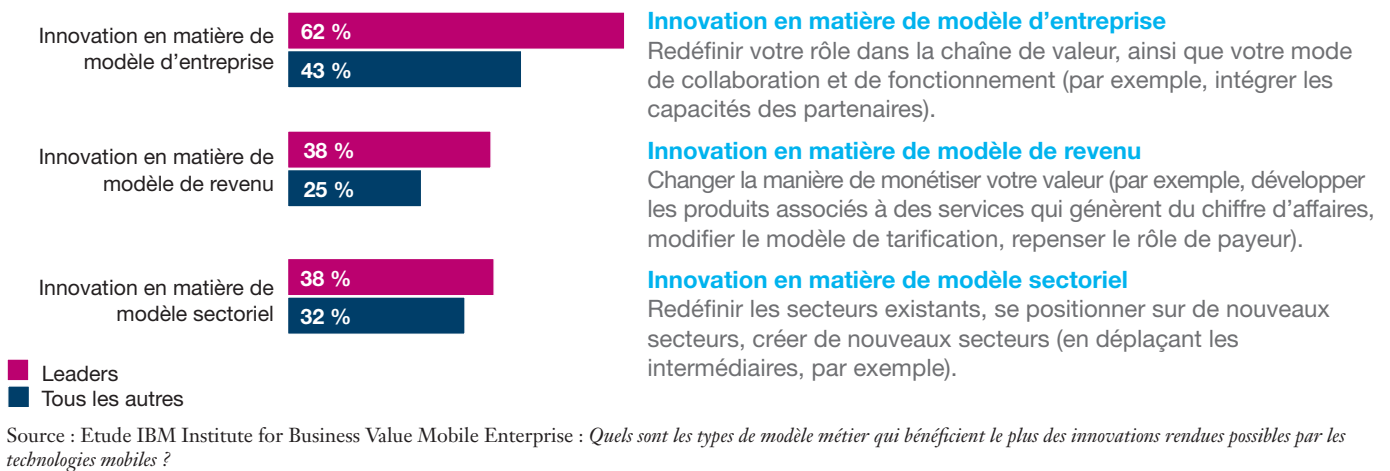 Innovation en matière de
modèle d'entreprise
62 %
43 %
Innovation en matière de modèle d'entreprise
Redéfinir votre rôle dans la chaîne de valeur, ainsi que votre mode
de collaboration et de fonctionnement (par exemple, intégrer les
capacités des partenaires).
Innovation en matière de
modèle de revenu
38 %
25 %
Innovation en matière de modèle de revenu
Changer la manière de monétiser votre valeur (par exemple, développer
les produits associés à des services qui génèrent du chiffre d'affaires,
modifier le modèle de tarification, repenser le rôle de payeur).
Innovation en matière de
modèle sectoriel
38 %
32 %
Innovation en matière de modèle sectoriel
Redéfinir les secteurs existants, se positionner sur de nouveaux
secteurs, créer de nouveaux secteurs (en déplaçant les
intermédiaires, par exemple).
Leaders
Tous les autres
Source : Etude IBM Institute for Business Value Mobile Enterprise : Quels sont les types de modèle métier qui bénéficient le plus des innovations rendues possibles par les
technologies mobiles ?